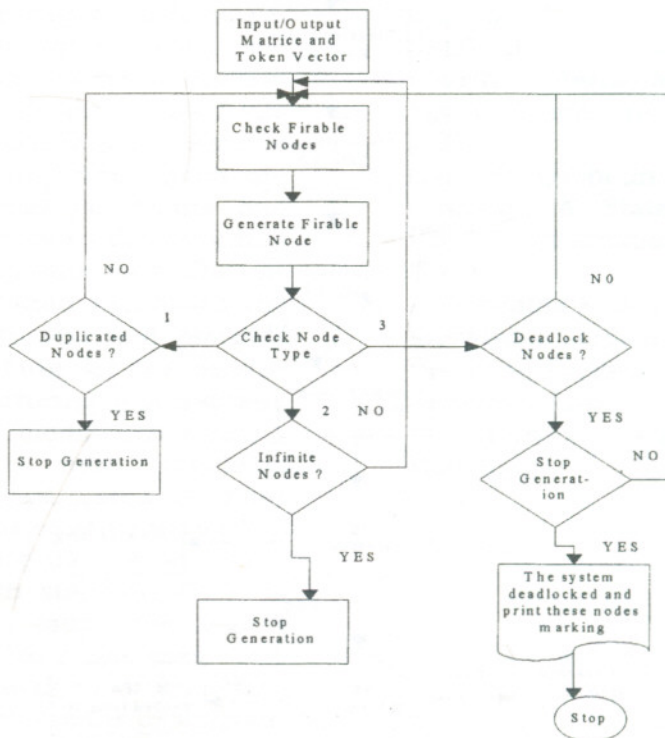 Input/Output
Matrice and
Token Vector
Check Firable
Nodes
Generate Firable
Node
NO
N0
1
3
Duplicated
Nodes ?
Check Node
Type
Deadlock
Nodes ?
YES
2
NO
YES
Stop Generation
Infinite
Nodes ?
Stop
Generat-
ion
NO
YES
YES
Stop
Generation
The system
deadlocked and
print these nodes
marking
Stop